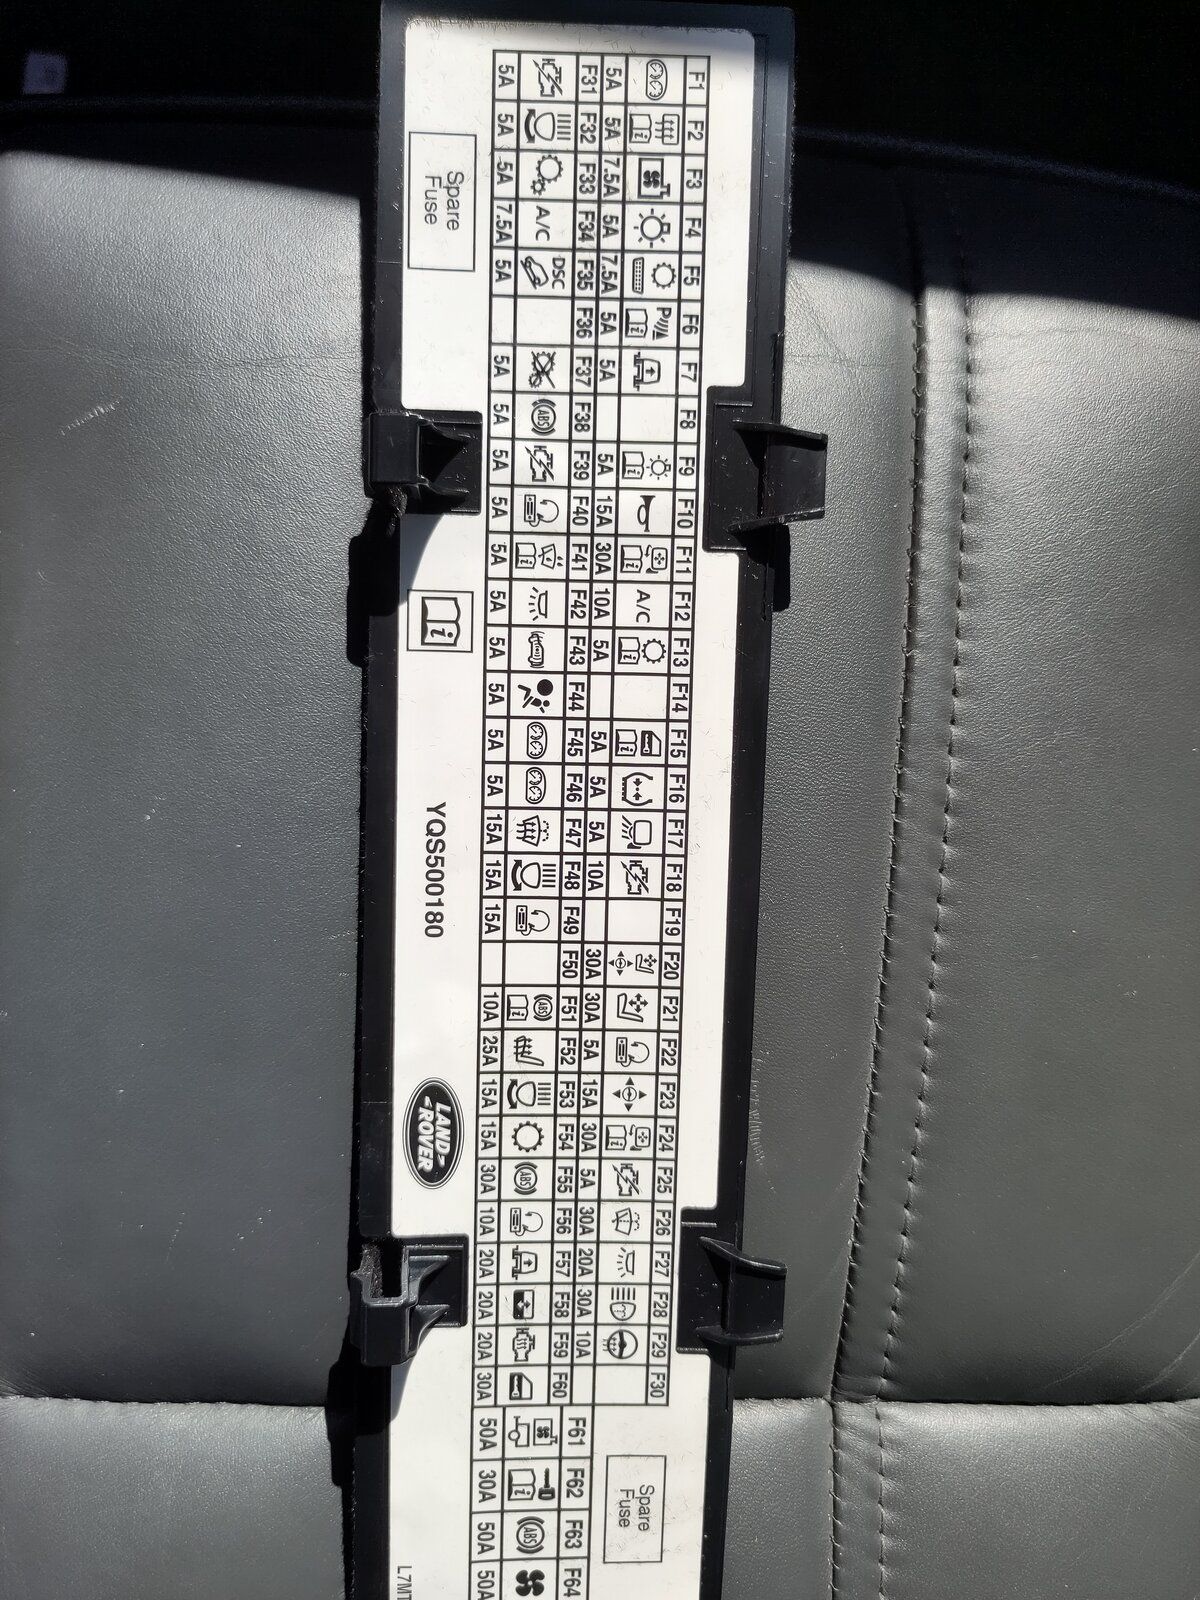 F1 F2 F3 F4 F5 F6 F7 F8 F9 F10 F11 F12 F13 F14 F15 F16 F17 F18 F19 F20 F21 F22 F23 F24 F25 F26 F27 F28 F29 F30
P A/C
5A 5A 7.5A 5A 7.5A 5A 5A 5A 15A 30A 10A 5A 5A 5A 5A 10A 30A 30A 5A 15A 30A 5A 30A 20A 30A 10A
Spare
Fuse
F31 F32 F33 F34 F35 F36 F37 F38 F39 F40 F41 F42 F43 F44 F45 F46 F47 F48 F49 F50 F51 F52 F53 F54 F55 F56 F57 F58 F59 F60 F61 F62 F63 F64
A/C DSC ABS ABS ABS ABS
5A 5A 5A 7.5A 5A 5A 5A 5A 5A 5A 5A 5A 5A 5A 5A 15A 15A 15A 10A 25A 15A 15A 30A 10A 20A 20A 20A 30A 50A 30A 50A 50A
Spare
Fuse
i
YQS500180
LAND-
-ROVER
L7MT